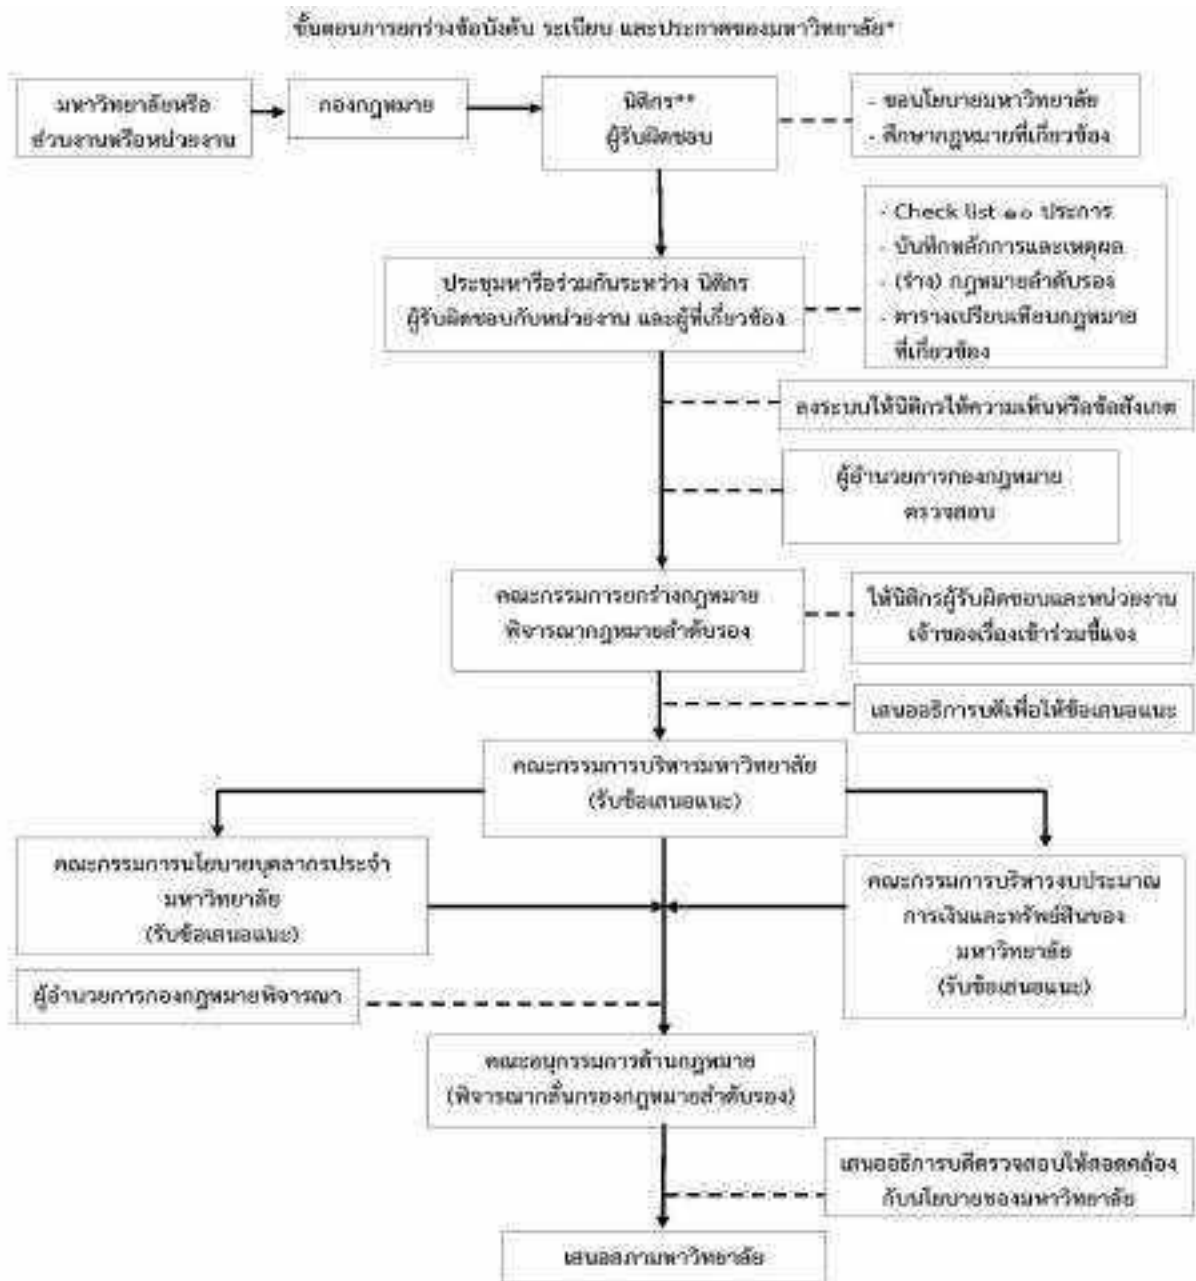 ขั้นตอนการยกร่างข้อบังคับ ระเบียบ และประกาศของมหาวิทยาลัย*
มหาวิทยาลัยหรือ
ส่วนงานหรือหน่วยงาน
กองกฎหมาย
นิติกร**
ผู้รับผิดชอบ
- ขอนโยบายมหาวิทยาลัย
- ศึกษากฎหมายที่เกี่ยวข้อง
- Check list ๑๐ ประการ
- บันทึกหลักการและเหตุผล
- (ร่าง) กฎหมายลำดับรอง
- ตารางเปรียบเทียบกฎหมาย
ที่เกี่ยวข้อง
ประชุมหารือร่วมกันระหว่าง นิติกร
ผู้รับผิดชอบกับหน่วยงาน และผู้ที่เกี่ยวข้อง
ลงระบบให้นิติกรให้ความเห็นหรือข้อสังเกต
ผู้อำนวยการกองกฎหมาย
ตรวจสอบ
คณะกรรมการยกร่างกฎหมาย
พิจารณากฎหมายลำดับรอง
ให้นิติกรผู้รับผิดชอบและหน่วยงาน
เจ้าของเรื่องเข้าร่วมชี้แจง
เสนออธิการบดีเพื่อให้ข้อเสนอแนะ
คณะกรรมการบริหารมหาวิทยาลัย
(รับข้อเสนอแนะ)
คณะกรรมการนโยบายบุคลากรประจำ
มหาวิทยาลัย
(รับข้อเสนอแนะ)
คณะกรรมการบริหารงบประมาณ
การเงินและทรัพย์สินของ
มหาวิทยาลัย
(รับข้อเสนอแนะ)
ผู้อำนวยการกองกฎหมายพิจารณา
คณะอนุกรรมการด้านกฎหมาย
(พิจารณากลั่นกรองกฎหมายลำดับรอง)
เสนออธิการบดีตรวจสอบให้สอดคล้อง
กับนโยบายของมหาวิทยาลัย
เสนอสภามหาวิทยาลัย